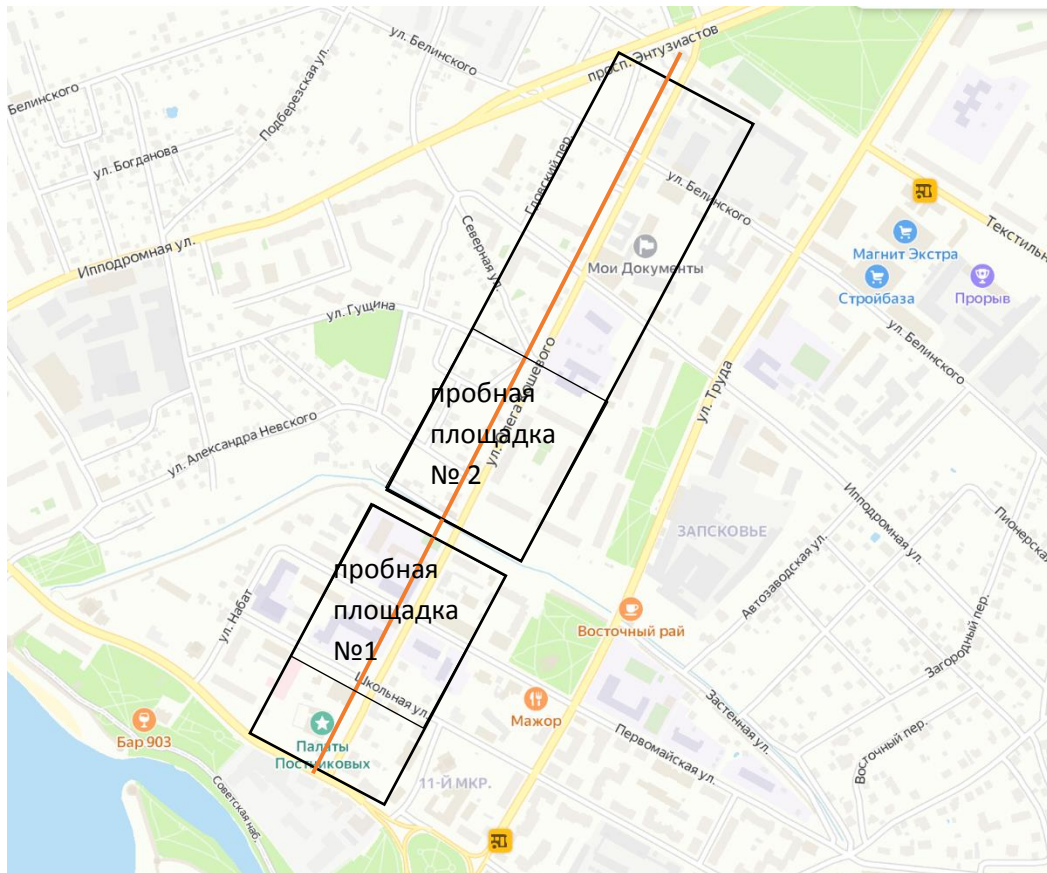 просп. Энтузиастов
ул. Белинского
Белинского
Подберезская ул.
ул. Богданова
Гловский пер.
ул. Белинского
Текстильн
Северная ул.
Ипподромная ул.
Мои Документы
Магнит Экстра
Стройбаза
Прорыв
ул. Гущина
ул. Белинского
ул. Труда
пробная
площадка
№ 2
ул. Александра Невского
Ипподромная ул.
Пионерская
ЗАПСКОВЬЕ
Автозаводская ул.
пробная
площадка
№1
ул. Набат
Восточный рай
Загородный пер.
Школьная ул.
Застенная ул.
Мажор
Бар 903
Палаты
Первомайская ул.
Восточный пер.
11-Й МКР.
Советская наб.